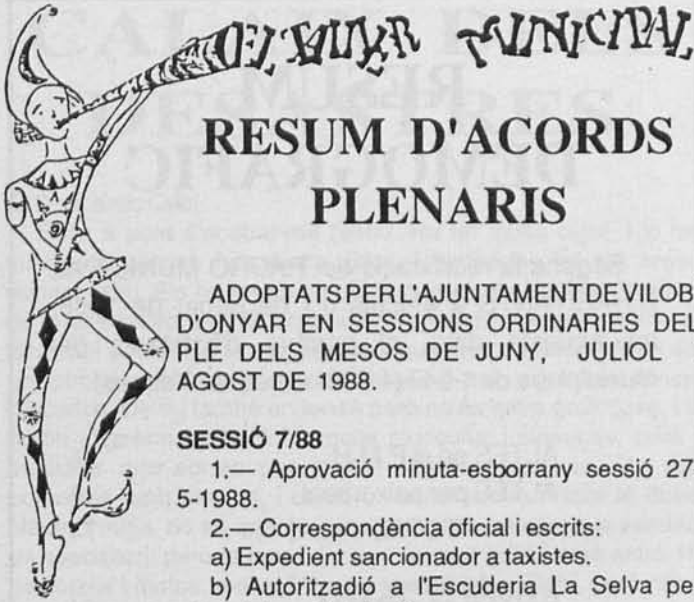 EL SAIG MUNICIPAL
RESUM D'ACORDS
PLENARIS
ADOPTATS PER L'AJUNTAMENT DE VILOB
D'ONYAR EN SESSIONS ORDINARIES DEL
PLE DELS MESOS DE JUNY, JULIOL
AGOST DE 1988.
SESSIÓ 7/88
1.— Aprovació minuta-esborrany sessió 27
5-1988.
2. — Correspondència oficial i escrits:
a) Expedient sancionador a taxistes.
b) Autoritzadió a l'Escuderia La Selva pe